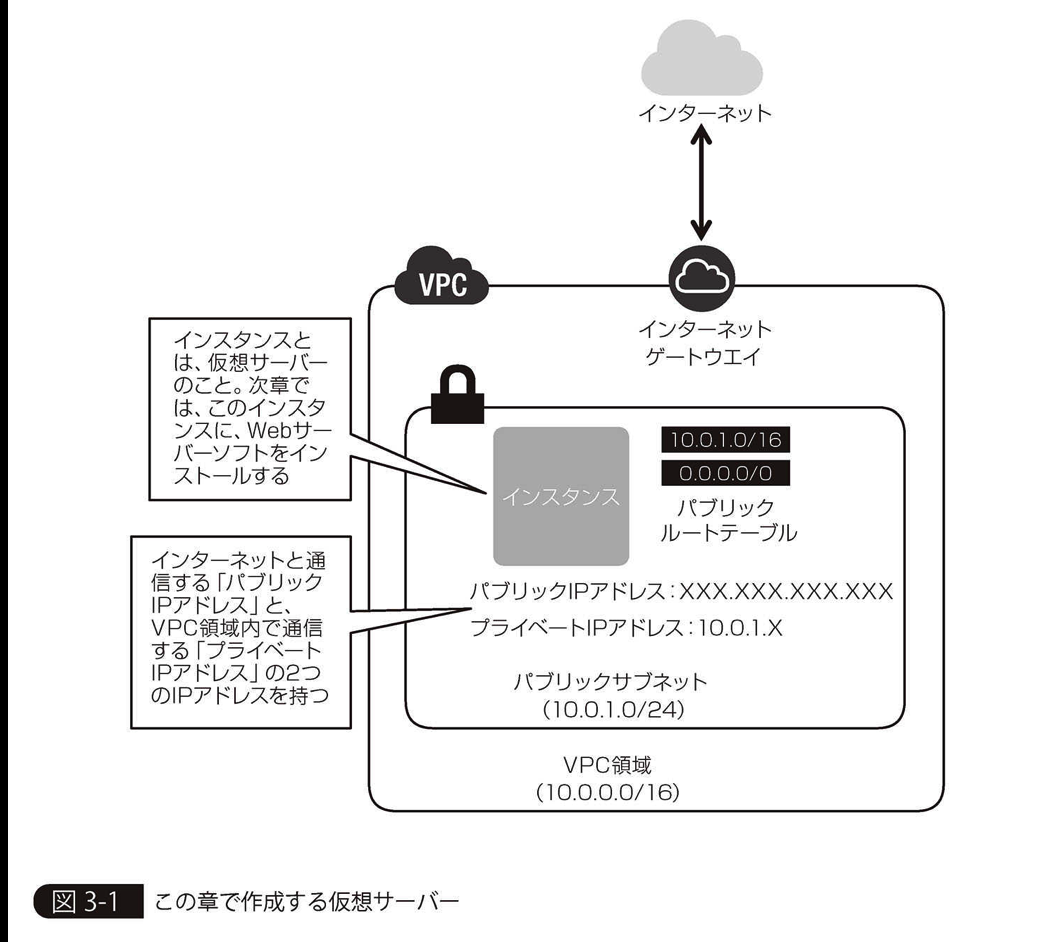 インターネット
VPC
インターネット
ゲートウエイ
インスタンスと
は、仮想サーバー
のこと。次章で
は、このインスタ
ンスに、Webサー
バーソフトをイン
ストールする
インスタンス
10.0.1.0/16
0.0.0.0/0
パブリック
ルートテーブル
インターネットと通
信する「パブリック
IPアドレス」と、
VPC領域内で通信
する「プライベート
IPアドレス」の2つ
のIPアドレスを持つ
パブリックIPアドレス：XXX.XXX.XXX.XXX
プライベートIPアドレス：10.0.1.X
パブリックサブネット
(10.0.1.0/24)
VPC領域
(10.0.0.0/16)
図 3-1 この章で作成する仮想サーバー